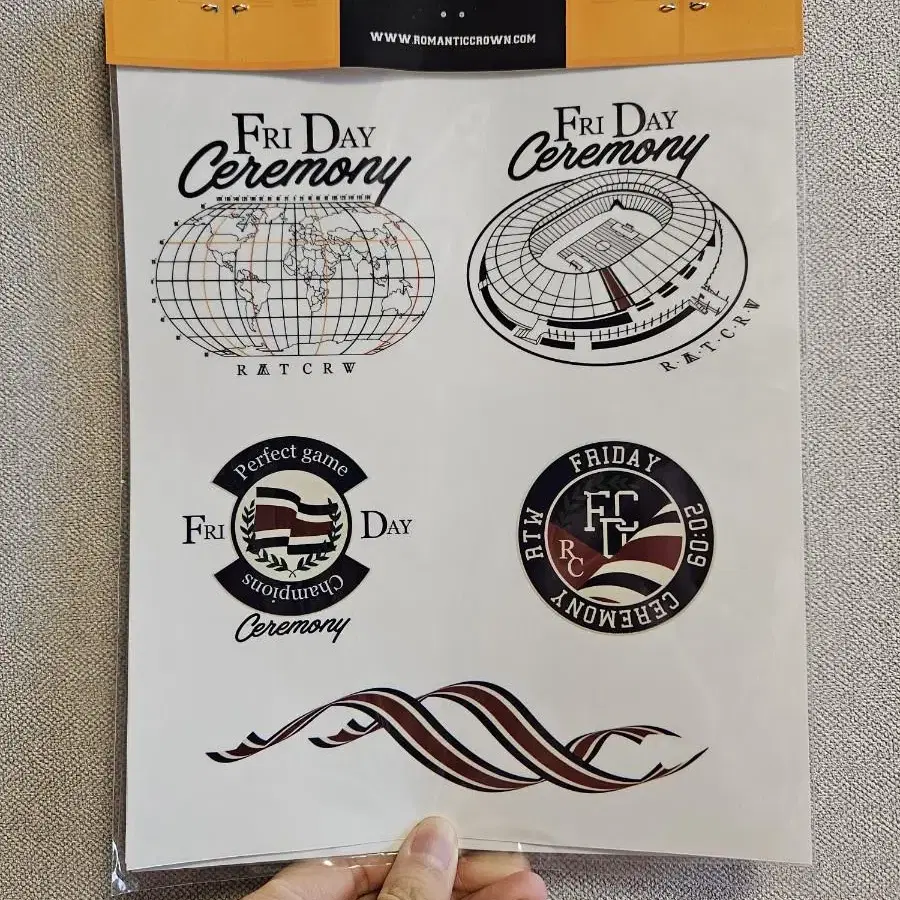 WWW.ROMANTICCROWN.COM
FRI DAY
Ceremony
RATCRW
FRI DAY
Ceremony
R·A·T·C·R·W
Perfect game
FRI DAY
Champions
Ceremony
FRIDAY
20:09
CEREMONY
RTW
FC
D
RC